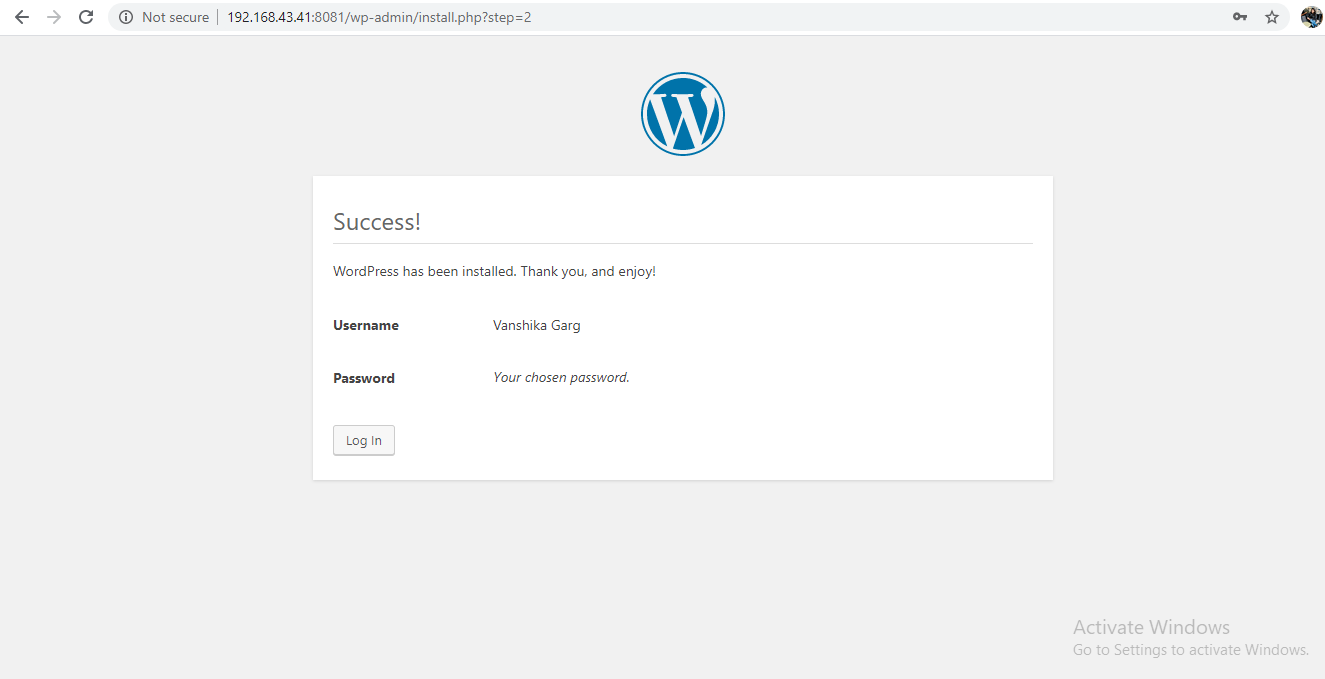 Not secure 192.168.43.41:8081/wp-admin/install.php?step=2
W
Success!
WordPress has been installed. Thank you, and enjoy!
Username Vanshika Garg
Password Your chosen password.
Log In
Activate Windows
Go to Settings to activate Windows.